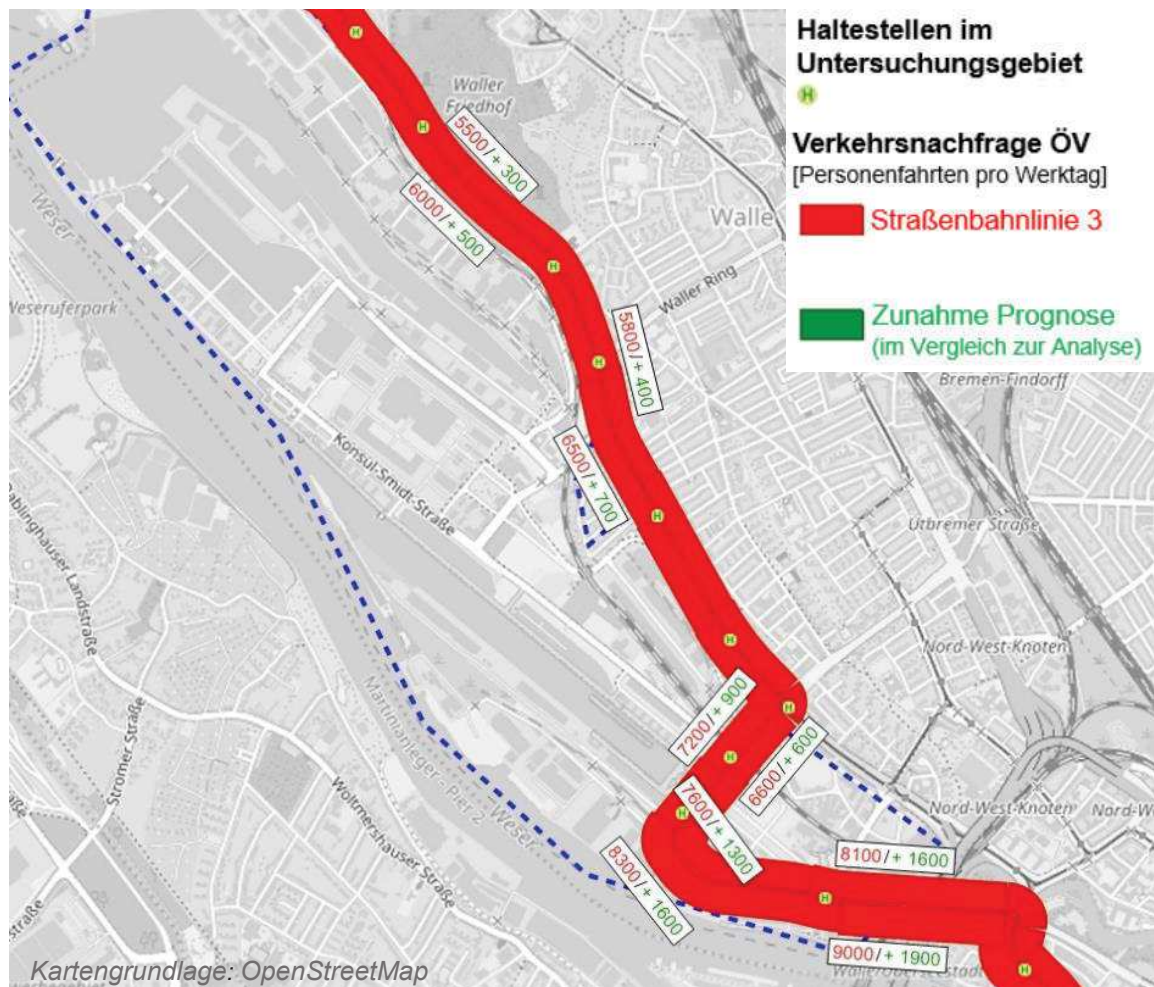 Haltestellen im
Untersuchungsgebiet
H
Verkehrsnachfrage ÖV
[Personenfahrten pro Werktag]
Straßenbahnlinie 3
Zunahme Prognose
(im Vergleich zur Analyse)
H
Waller
Friedhof
H
5500/+ 300
6000/+ 500
Weser
Walle
H
Waller Ring
Weseruferpark
5800/+ 400
H
Bremen-Findorff
Konsul-Smidt-Straße
6500/+ 700
H
Utbremer Straße
Stromer Straße
H
Nord-West-Knoten
7200/+ 900
H
Martinianleger - Pier 2
H
6600/+ 600
Weser
Woltmershauser Straße
H
7600/+ 1300
Nord-West-Knoten
Nord-W
8300/+ 1600
8100/+ 1600
H
9000/+ 1900
H
Kartengrundlage: OpenStreetMap